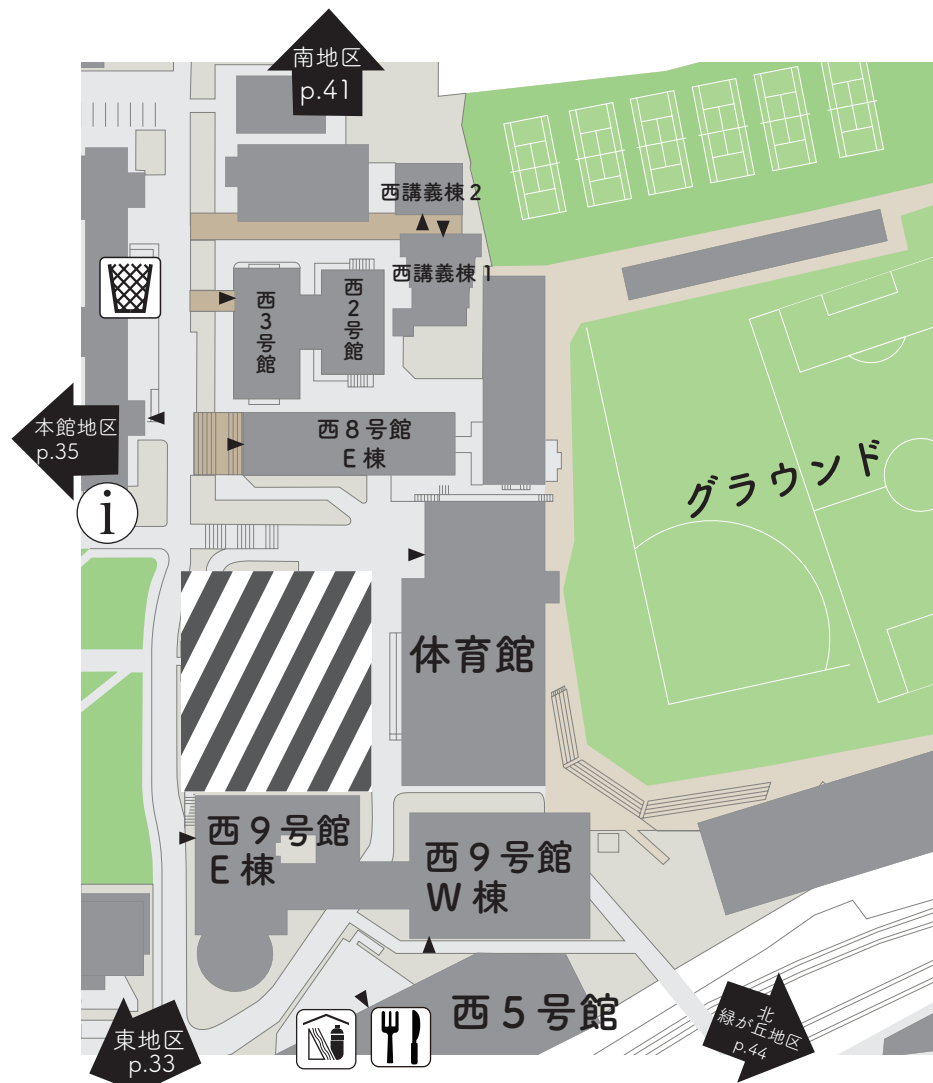 南地区
p.41
西講義棟2
西講義棟1
西3号館
西2号館
本館地区
p.35
西8号館
E棟
i
グラウンド
体育館
西9号館
E棟
西9号館
W棟
西5号館
東地区
p.33
北
緑が丘地区
p.44